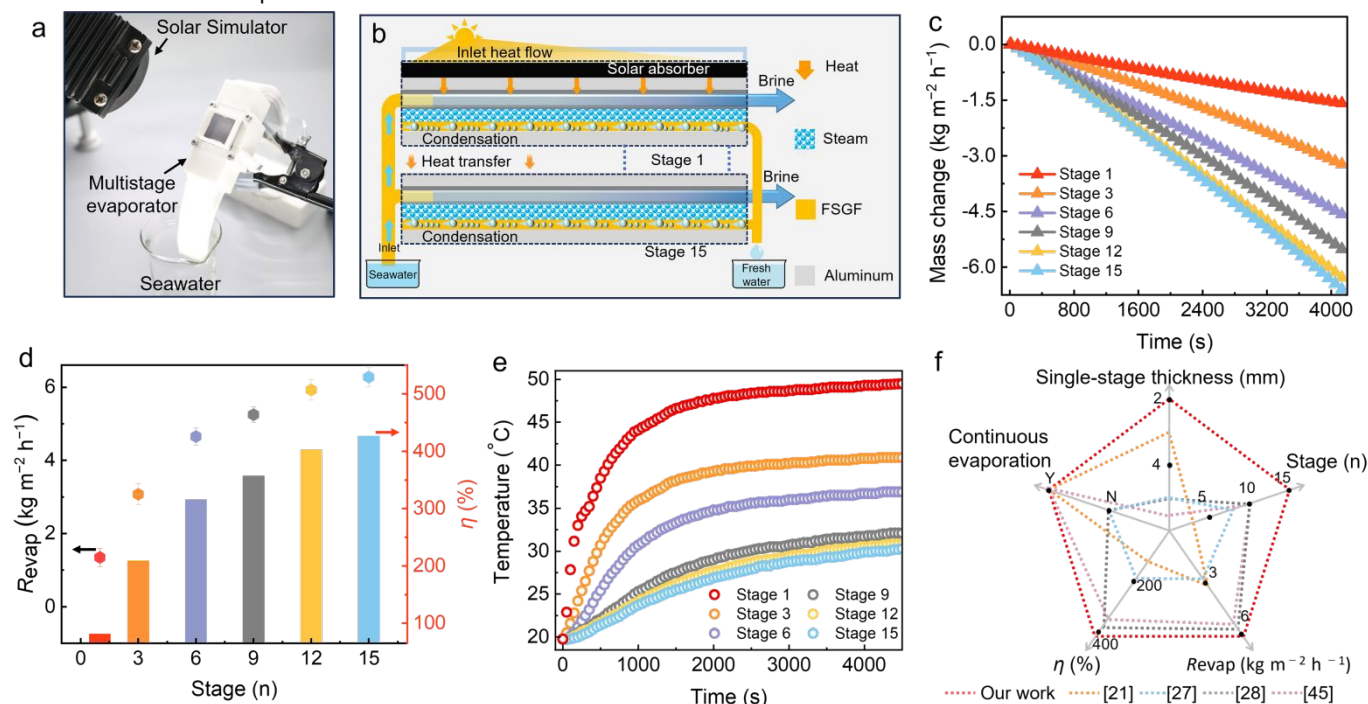 a
Solar Simulator
Multistage
evaporator
Seawater
b
Inlet heat flow
Solar absorber
Brine
Heat
Condensation
Steam
Heat transfer
Stage 1
Brine
FSGF
Condensation
Inlet
Stage 15
Seawater
Fresh
water
Aluminum
c
Mass change (kg m⁻² h⁻¹)
0.0
-1.5
-3.0
-4.5
-6.0
Stage 1
Stage 3
Stage 6
Stage 9
Stage 12
Stage 15
0 800 1600 2400 3200 4000
Time (s)
d
Revap (kg m⁻² h⁻¹)
6
4
2
0
500
400
300
200
100
η (%)
0 3 6 9 12 15
Stage (n)
e
Temperature (°C)
50
45
40
35
30
25
20
Stage 1 Stage 9
Stage 3 Stage 12
Stage 6 Stage 15
0 1000 2000 3000 4000
Time (s)
f
Single-stage thickness (mm)
2
4
Continuous
evaporation
Y
N
Stage (n)
5
10
15
200
400
3
6
η (%)
Revap (kg m⁻² h⁻¹)
Our work [21] [27] [28] [45]